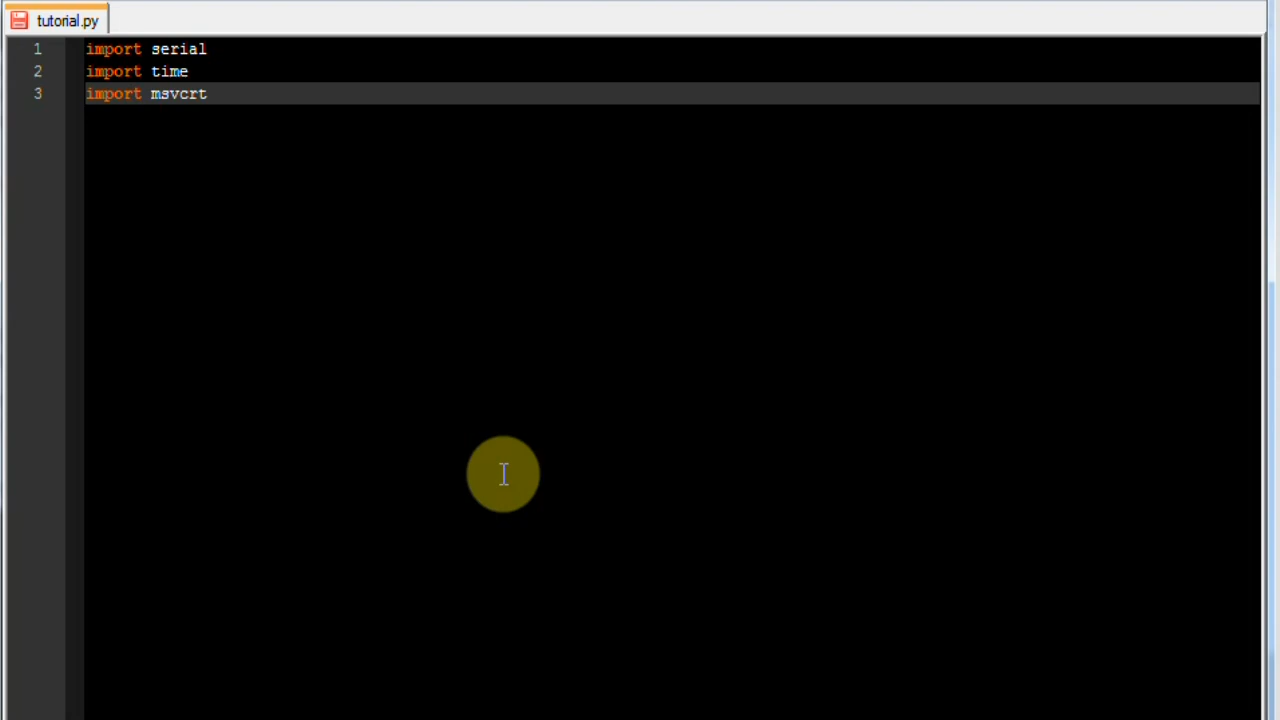 tutorial.py
1 import serial
2 import time
3 import msvcrt